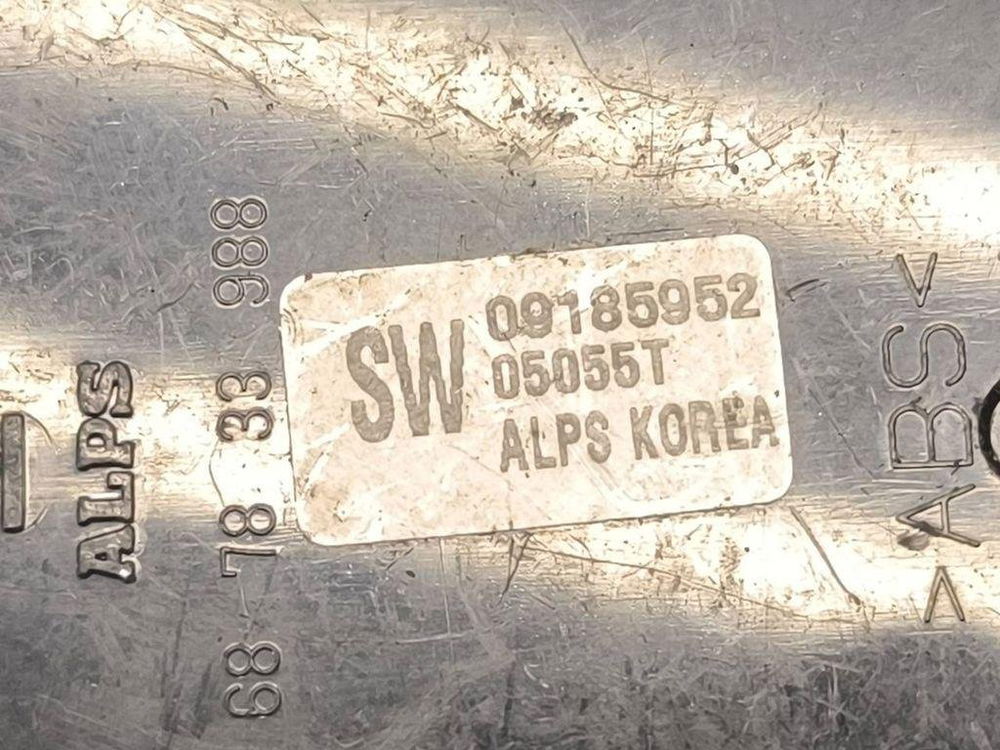 SW
09185952
05055T
ALPS KOREA
ALPS
68 78 33 988
>ABS<